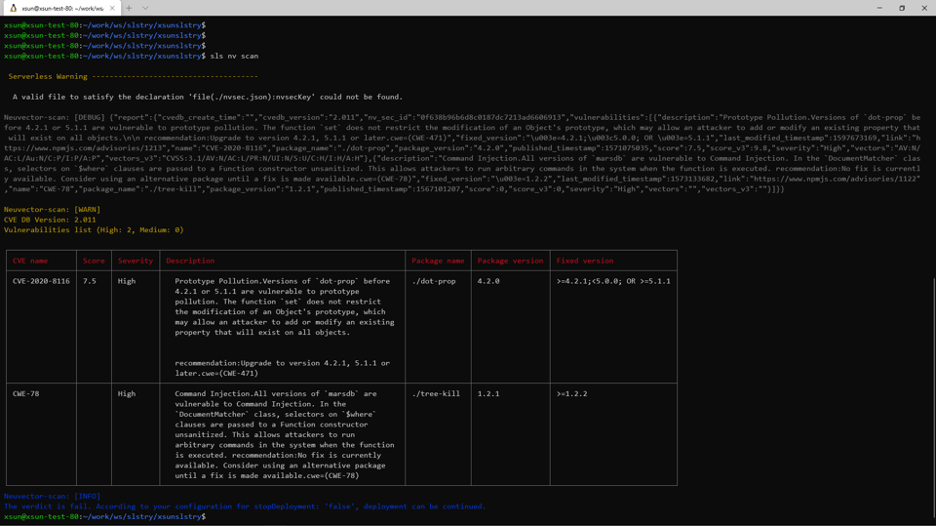 xsun@xsun-test-80: ~/work/ws/
xsun@xsun-test-80:~/work/ws/slstry/xsunslstry$
xsun@xsun-test-80:~/work/ws/slstry/xsunslstry$
xsun@xsun-test-80:~/work/ws/slstry/xsunslstry$
xsun@xsun-test-80:~/work/ws/slstry/xsunslstry$ sls nv scan
Serverless Warning --------------------------------------
A valid file to satisfy the declaration 'file(./nvsec.json):nvsecKey' could not be found.
Neuvector-scan: [DEBUG] {"report":{"cvedb_create_time":"","cvedb_version":"2.011","nv_sec_id":"0f638b96b6d8c0187dc7213ad6606913","vulnerabilities":[{"description":"Prototype Pollution.Versions of `dot-prop` be
fore 4.2.1 or 5.1.1 are vulnerable to prototype pollution. The function `set` does not restrict the modification of an Object's prototype, which may allow an attacker to add or modify an existing property that
will exist on all objects.\n\n recommendation:Upgrade to version 4.2.1, 5.1.1 or later.cwe=(CWE-471)","fixed_version":"\u003e=4.2.1;\u003c5.0.0; OR \u003e=5.1.1","last_modified_timestamp":1597673169,"link":"h
ttps://www.npmjs.com/advisories/1213","name":"CVE-2020-8116","package_name":"./dot-prop","package_version":"4.2.0","published_timestamp":1571075035,"score":7.5,"score_v3":9.8,"severity":"High","vectors":"AV:N/
AC:L/Au:N/C:P/I:P/A:P","vectors_v3":"CVSS:3.1/AV:N/AC:L/PR:N/UI:N/S:U/C:H/I:H/A:H"},{"description":"Command Injection.All versions of `marsdb` are vulnerable to Command Injection. In the `DocumentMatcher` clas
s, selectors on `$where` clauses are passed to a Function constructor unsanitized. This allows attackers to run arbitrary commands in the system when the function is executed. recommendation:No fix is currentl
y available. Consider using an alternative package until a fix is made available.cwe=(CWE-78)","fixed_version":"\u003e=1.2.2","last_modified_timestamp":1573133682,"link":"https://www.npmjs.com/advisories/1122"
,"name":"CWE-78","package_name":"./tree-kill","package_version":"1.2.1","published_timestamp":1567101207,"score":0,"score_v3":0,"severity":"High","vectors":"","vectors_v3":""}]}}
Neuvector-scan: [WARN]
CVE DB Version: 2.011
Vulnerabilities list (High: 2, Medium: 0)
CVE name Score Severity Description Package name Package version Fixed version
CVE-2020-8116 7.5 High Prototype Pollution.Versions of `dot-prop` before ./dot-prop 4.2.0 >=4.2.1;<5.0.0; OR >=5.1.1
4.2.1 or 5.1.1 are vulnerable to prototype
pollution. The function `set` does not restrict
the modification of an Object's prototype, which
may allow an attacker to add or modify an existing
property that will exist on all objects.
recommendation:Upgrade to version 4.2.1, 5.1.1 or
later.cwe=(CWE-471)
CWE-78 High Command Injection.All versions of `marsdb` are ./tree-kill 1.2.1 >=1.2.2
vulnerable to Command Injection. In the
`DocumentMatcher` class, selectors on `$where`
clauses are passed to a Function constructor
unsanitized. This allows attackers to run
arbitrary commands in the system when the function
is executed. recommendation:No fix is currently
available. Consider using an alternative package
until a fix is made available.cwe=(CWE-78)
Neuvector-scan: [INFO]
The verdict is fail. According to your configuration for stopDeployment: 'false', deployment can be continued.
xsun@xsun-test-80:~/work/ws/slstry/xsunslstry$